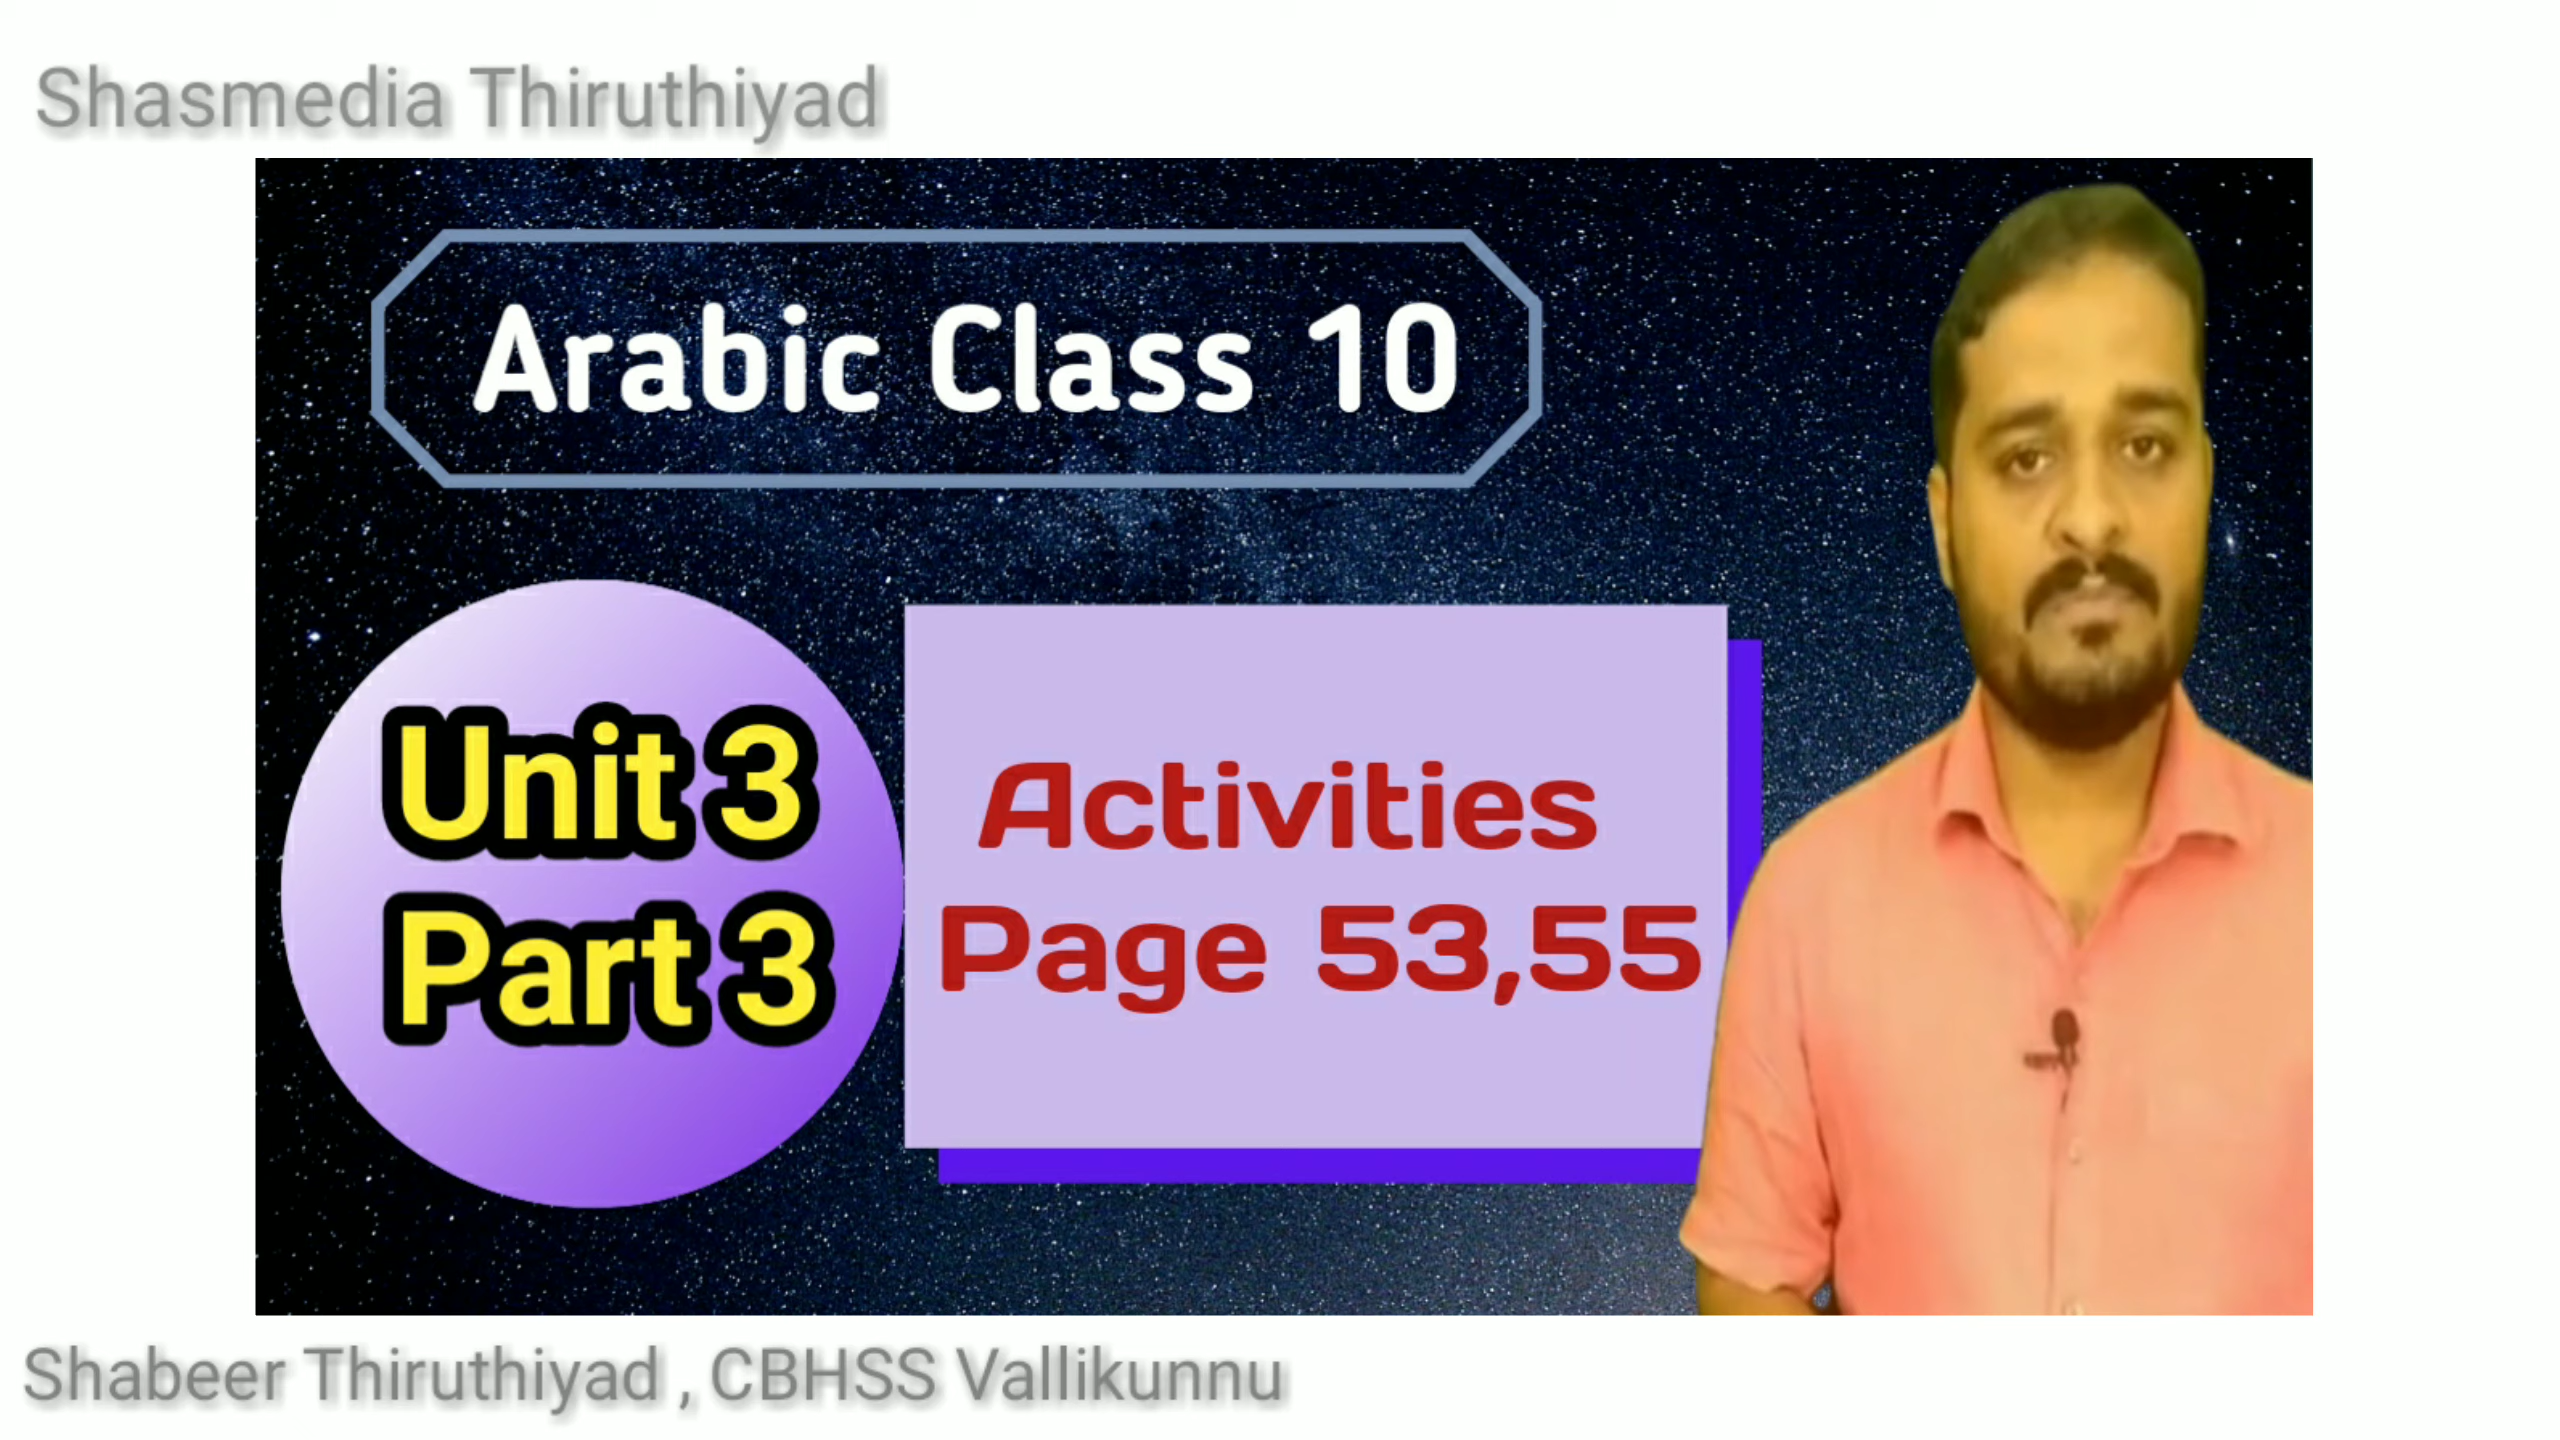 Shasmedia Thiruthiyad
Arabic Class 10
Unit 3
Part 3
Activities
Page 53,55
Shabeer Thiruthiyad , CBHSS Vallikunnu